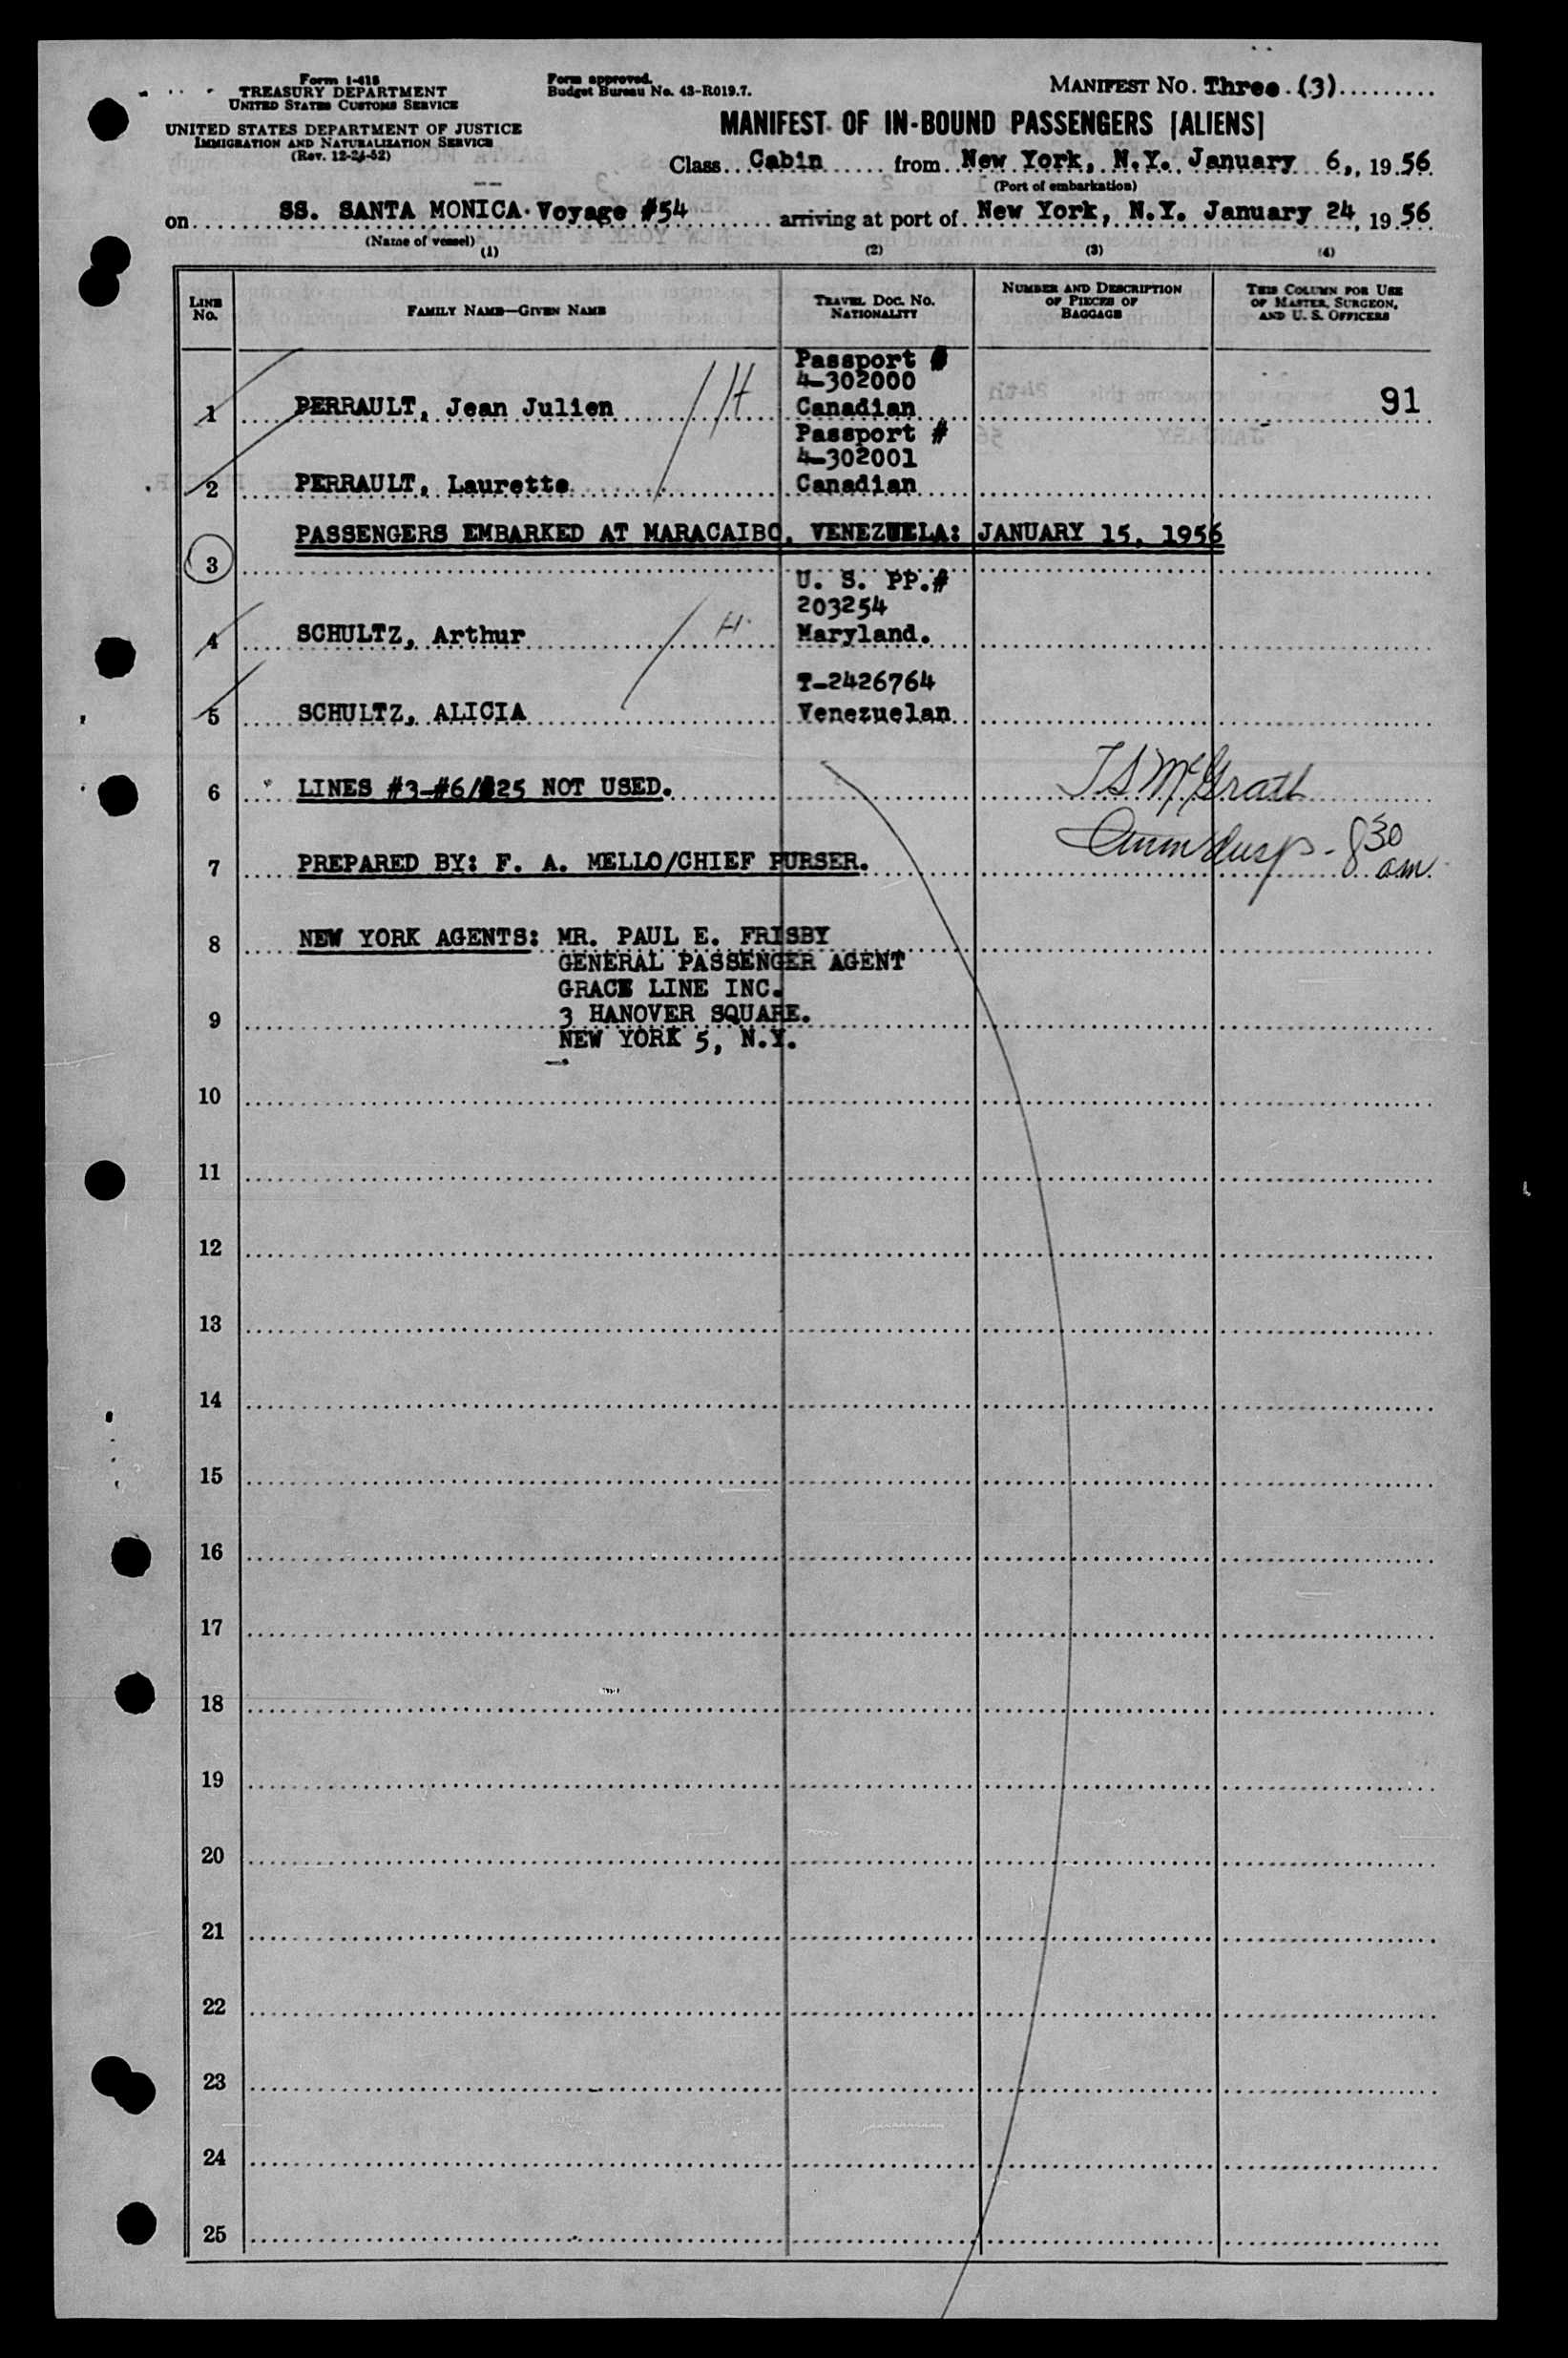 Form I-418
TREASURY DEPARTMENT
UNITED STATES CUSTOMS SERVICE
UNITED STATES DEPARTMENT OF JUSTICE
IMMIGRATION AND NATURALIZATION SERVICE
(Rev. 12-24-52)
Form approved.
Budget Bureau No. 43-R019.7.
MANIFEST NO. Three (3)
MANIFEST OF IN-BOUND PASSENGERS (ALIENS)
Class Cabin from New York, N.Y. January 6, 1956
(Port of embarkation)
on SS. SANTA MONICA Voyage #54 arriving at port of New York, N.Y. January 24, 1956
(Name of vessel)
(1) (2) (3) (4)
LINE No. FAMILY NAME—GIVEN NAME TRAVEL DOC. NO. NATIONALITY NUMBER AND DESCRIPTION OF PIECES OF BAGGAGE THIS COLUMN FOR USE OF MASTER, SURGEON, AND U. S. OFFICERS
Passport #
4-302000
1 PERRAULT, Jean Julien H Canadian 91
Passport #
4-302001
2 PERRAULT, Laurette Canadian
PASSENGERS EMBARKED AT MARACAIBO, VENEZUELA: JANUARY 15, 1956
3
U. S. PP.#
203254
4 SCHULTZ, Arthur H Maryland.
T-2426764
5 SCHULTZ, ALICIA Venezuelan
6 LINES #3-#6/#25 NOT USED. T S McGrath
7 PREPARED BY: F. A. MELLO/CHIEF PURSER. Imm Insp - 8 30 am.
8 NEW YORK AGENTS: MR. PAUL E. FRISBY
GENERAL PASSENGER AGENT
GRACE LINE INC.
9 3 HANOVER SQUARE.
NEW YORK 5, N.Y.
10
11
12
13
14
15
16
17
18
19
20
21
22
23
24
25